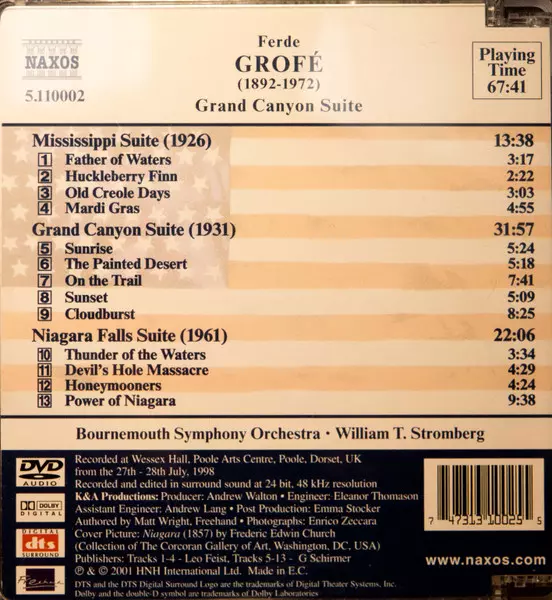 NAXOS
5.110002
Ferde
GROFÉ
(1892-1972)
Grand Canyon Suite
Playing
Time
67:41
Mississippi Suite (1926) 13:38
1 Father of Waters 3:17
2 Huckleberry Finn 2:22
3 Old Creole Days 3:03
4 Mardi Gras 4:55
Grand Canyon Suite (1931) 31:57
5 Sunrise 5:24
6 The Painted Desert 5:18
7 On the Trail 7:41
8 Sunset 5:09
9 Cloudburst 8:25
Niagara Falls Suite (1961) 22:06
10 Thunder of the Waters 3:34
11 Devil's Hole Massacre 4:29
12 Honeymooners 4:24
13 Power of Niagara 9:38
Bournemouth Symphony Orchestra • William T. Stromberg
DVD
AUDIO
DOLBY
DIGITAL
DIGITAL
dts
SURROUND
Recorded at Wessex Hall, Poole Arts Centre, Poole, Dorset, UK
from the 27th - 28th July, 1998
Recorded and edited in surround sound at 24 bit, 48 kHz resolution
K&A Productions: Producer: Andrew Walton • Engineer: Eleanor Thomason
Assistant Engineer: Andrew Lang • Post Production: Emma Stocker
Authored by Matt Wright, Freehand • Photographs: Enrico Zeccara
Cover Picture: Niagara (1857) by Frederic Edwin Church
(Collection of The Corcoran Gallery of Art, Washington, DC, USA)
Publishers: Tracks 1-4 - Leo Feist, Tracks 5-13 - G Schirmer
℗ & © 2001 HNH International Ltd. Made in E.C.
DTS and the DTS Digital Surround Logo are the trademarks of Digital Theater Systems, Inc.
Dolby and the double-D symbol are trademarks of Dolby Laboratories
7 47313 10025 5
www.naxos.com